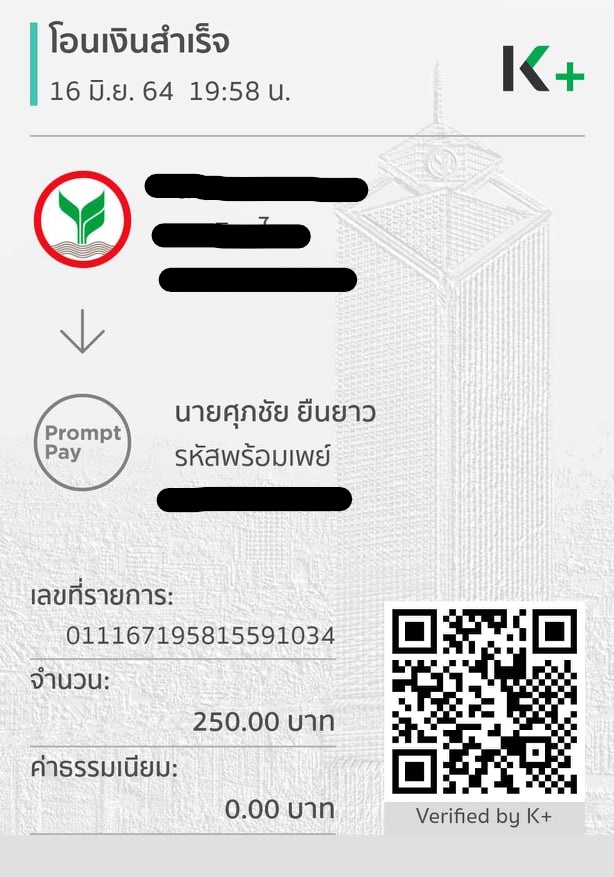 โอนเงินสำเร็จ
16 มิ.ย. 64 19:58 น.
K+
Prompt
Pay
นายศุภชัย ยืนยาว
รหัสพร้อมเพย์
เลขที่รายการ:
011167195815591034
จำนวน:
250.00 บาท
ค่าธรรมเนียม:
0.00 บาท
Verified by K+